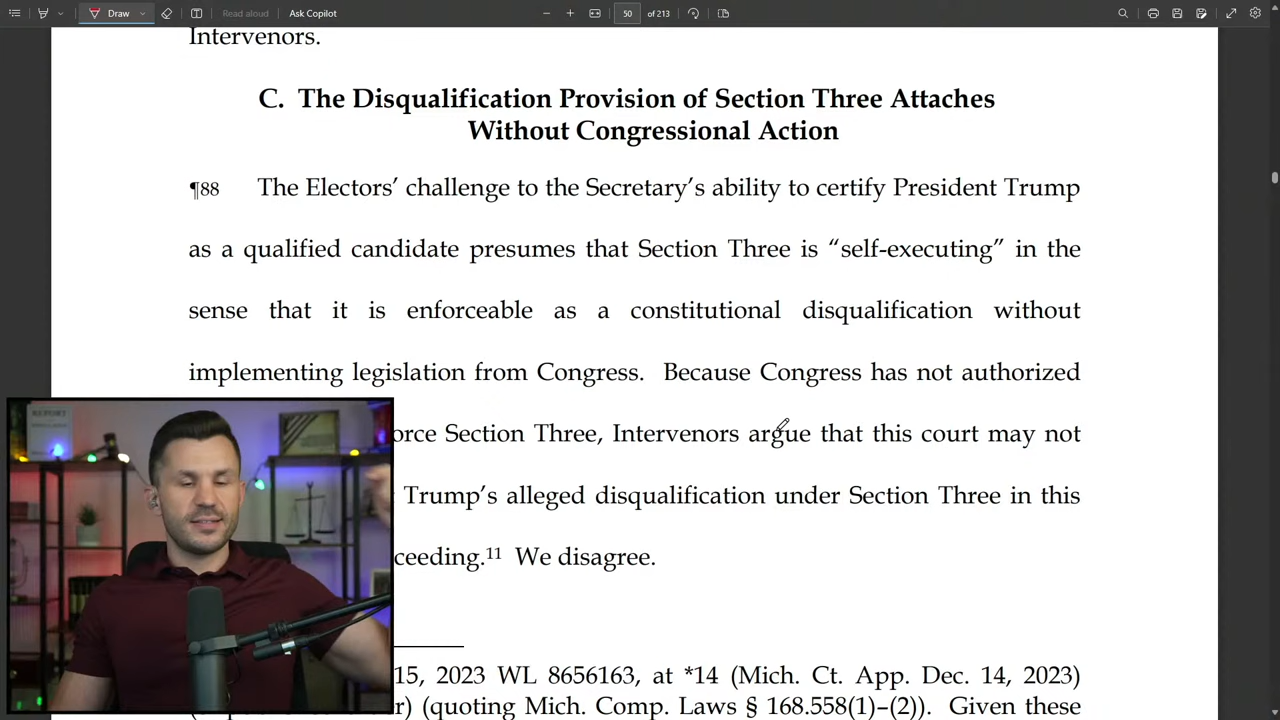 Draw
Read aloud
Ask Copilot
50 of 213
Intervenors.
C. The Disqualification Provision of Section Three Attaches
Without Congressional Action
¶88 The Electors’ challenge to the Secretary’s ability to certify President Trump
as a qualified candidate presumes that Section Three is “self-executing” in the
sense that it is enforceable as a constitutional disqualification without
implementing legislation from Congress. Because Congress has not authorized
orce Section Three, Intervenors argue that this court may not
Trump’s alleged disqualification under Section Three in this
ceeding.¹¹ We disagree.
15, 2023 WL 8656163, at *14 (Mich. Ct. App. Dec. 14, 2023)
(quoting Mich. Comp. Laws § 168.558(1)–(2)). Given these
REPORT